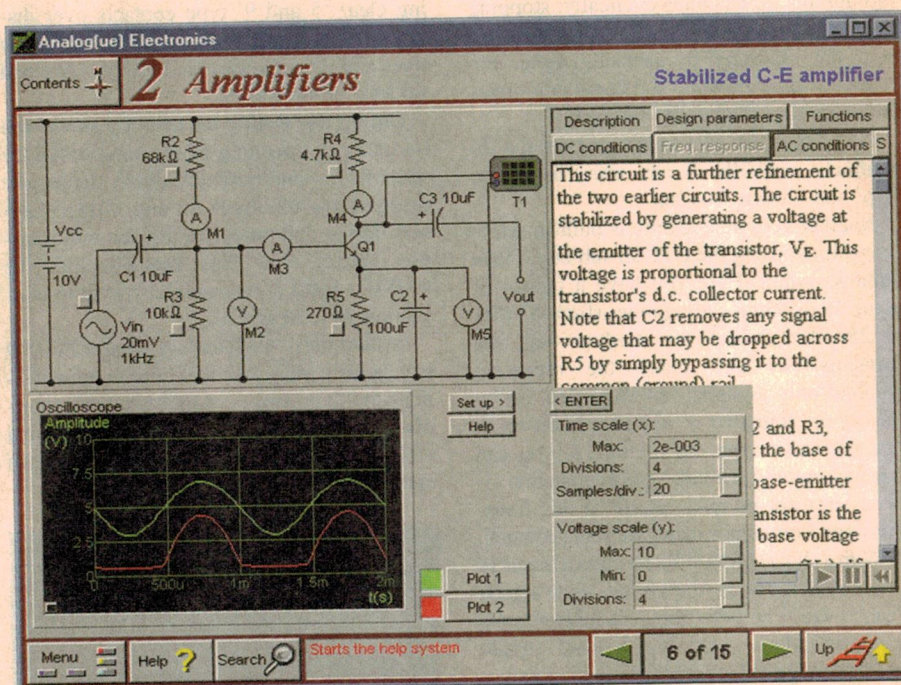 Analog(ue) Electronics
Contents N
2 Amplifiers
Stabilized C-E amplifier
R2
68kΩ
R4
4.7kΩ
A
M1
A
M4
C3 10uF
T1
Vcc
10V
C1 10uF
A
M3
Q1
R3
10kΩ
V
M2
R5
270Ω
C2
100uF
V
M5
Vout
Vin
20mV
1kHz
Description
Design parameters
Functions
DC conditions
Freq. response
AC conditions
S
This circuit is a further refinement of
the two earlier circuits. The circuit is
stabilized by generating a voltage at
the emitter of the transistor, VE. This
voltage is proportional to the
transistor's d.c. collector current.
Note that C2 removes any signal
voltage that may be dropped across
R5 by simply bypassing it to the
common (ground) rail
2 and R3,
the base of
base-emitter
ansistor is the
base voltage
Oscilloscope
Amplitude
(V)
10
7.5
5
2.5
0
0
500u
1m
1.5m
2m
t(s)
Set up >
Help
Plot 1
Plot 2
< ENTER
Time scale (x):
Max: 2e-003
Divisions: 4
Samples/div.: 20
Voltage scale (y):
Max: 10
Min: 0
Divisions: 4
Menu
Help ?
Search
Starts the help system
6 of 15
Up